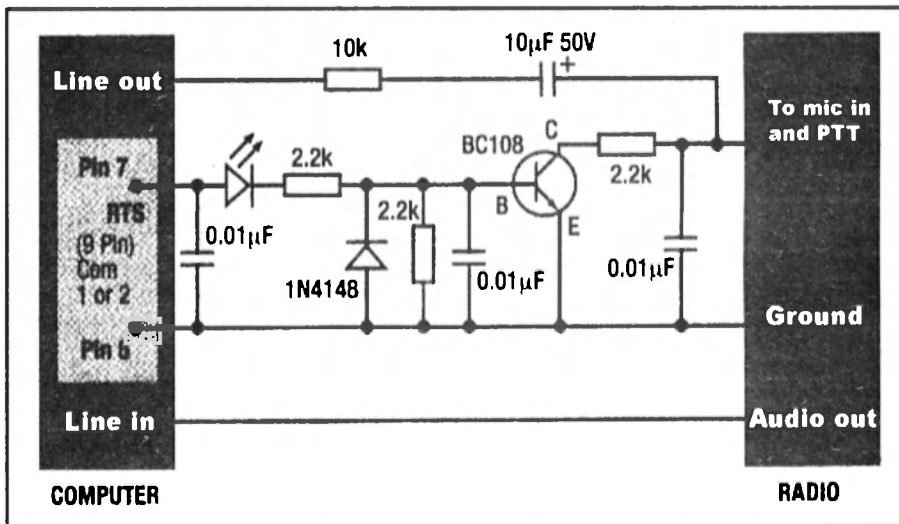 10k
10µF 50V
+
Line out
To mic in
and PTT
Pin 7
RTS
(9 Pin)
Com
1 or 2
Pin 5
2.2k
BC108
C
B
E
2.2k
2.2k
0.01µF
1N4148
0.01µF
0.01µF
Ground
Line in
Audio out
COMPUTER
RADIO